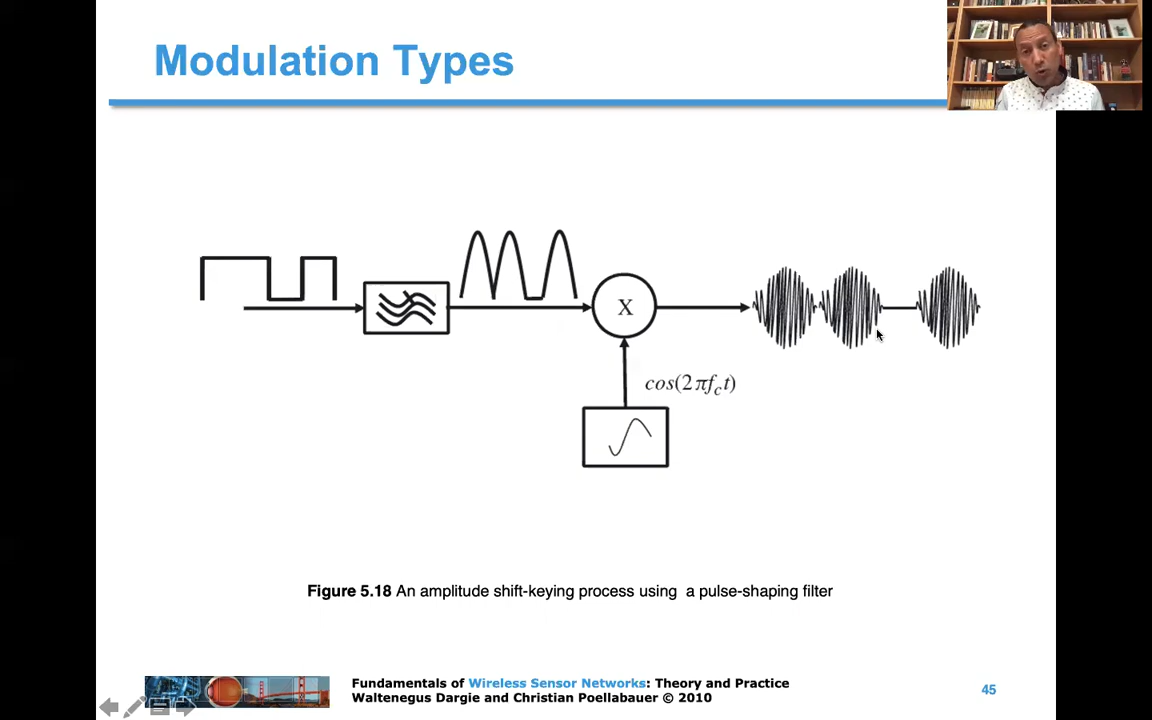 Modulation Types
X
cos(2πf_ct)
Figure 5.18 An amplitude shift-keying process using a pulse-shaping filter
Fundamentals of Wireless Sensor Networks: Theory and Practice
Waltenegus Dargie and Christian Poellabauer © 2010
45